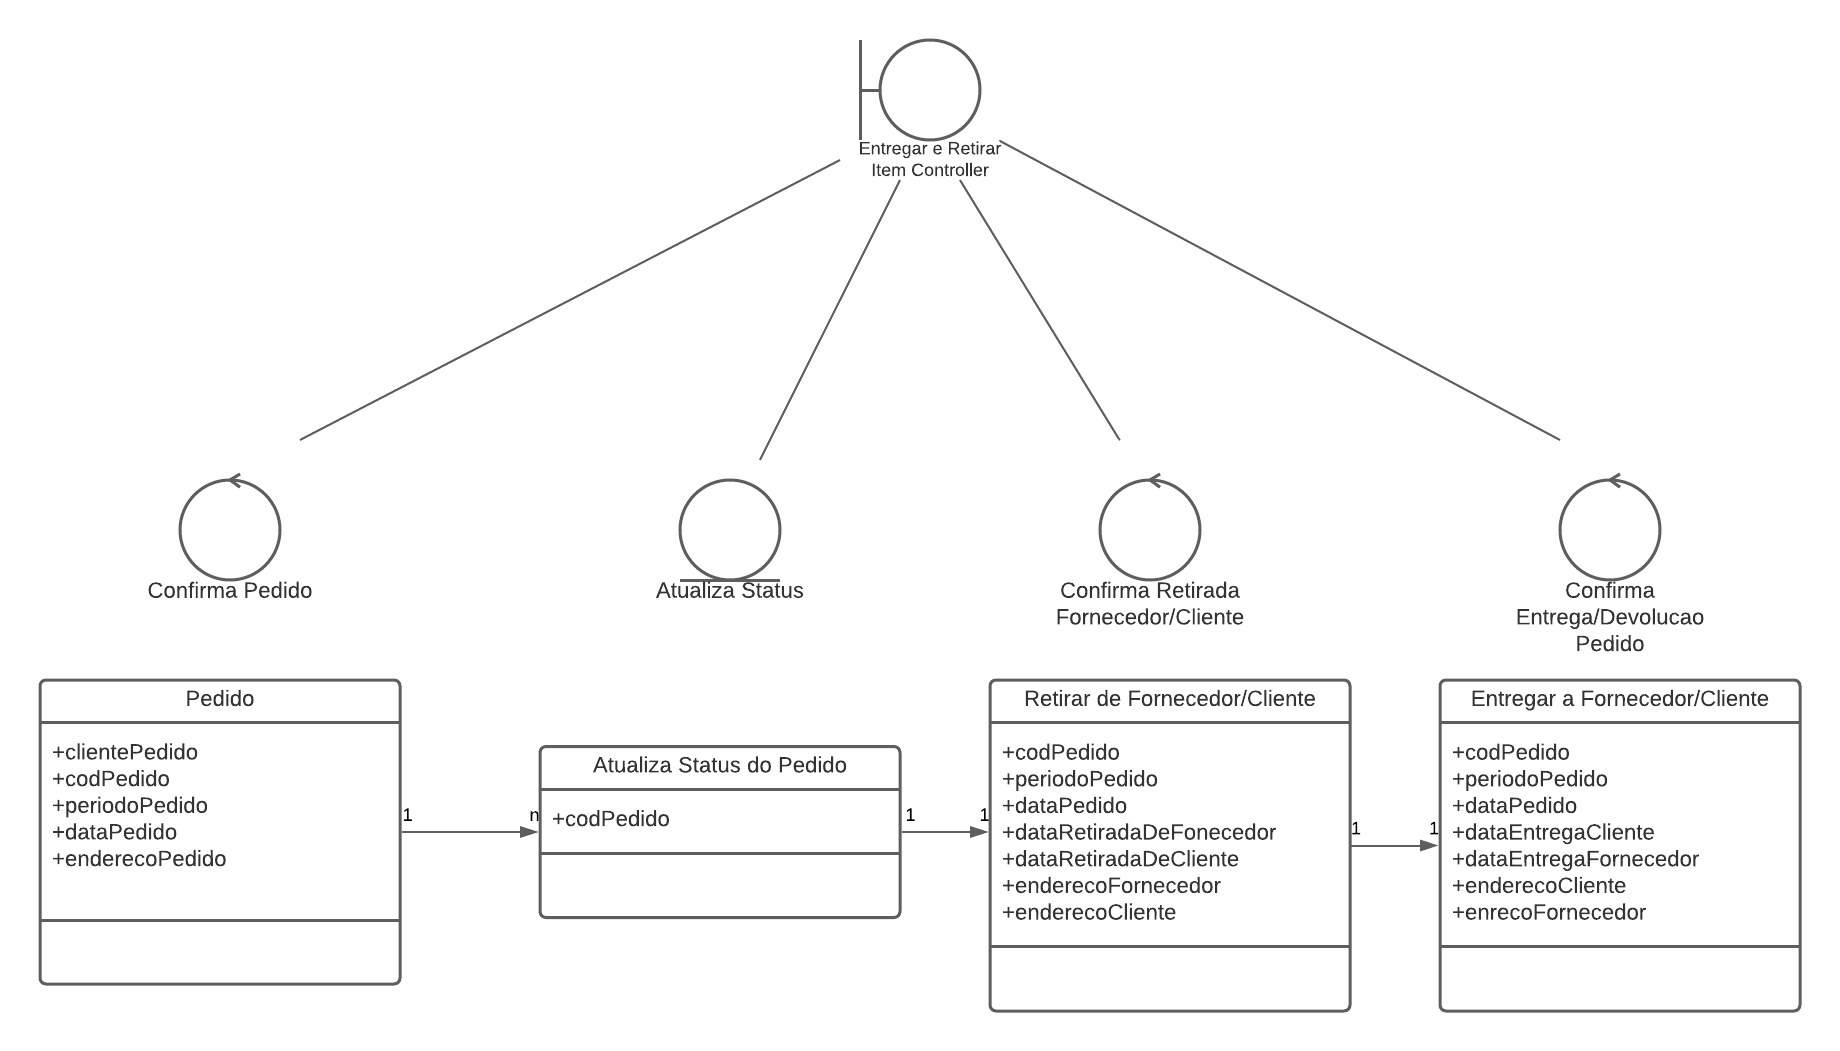 Entregar e Retirar
Item Controller
Confirma Pedido
Atualiza Status
Confirma Retirada
Fornecedor/Cliente
Confirma
Entrega/Devolucao
Pedido
Pedido
+clientePedido
+codPedido
+periodoPedido
+dataPedido
+enderecoPedido
1
n
Atualiza Status do Pedido
+codPedido
1
1
Retirar de Fornecedor/Cliente
+codPedido
+periodoPedido
+dataPedido
+dataRetiradaDeFonecedor
+dataRetiradaDeCliente
+enderecoFornecedor
+enderecoCliente
1
1
Entregar a Fornecedor/Cliente
+codPedido
+periodoPedido
+dataPedido
+dataEntregaCliente
+dataEntregaFornecedor
+enderecoCliente
+enrecoFornecedor